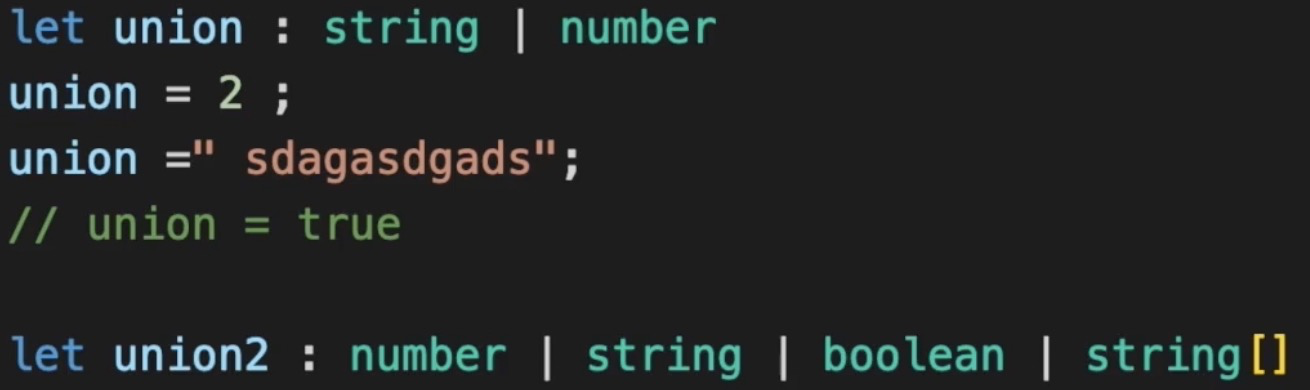 let union : string | number
union = 2 ;
union =" sdagasdgads";
// union = true
let union2 : number | string | boolean | string[]